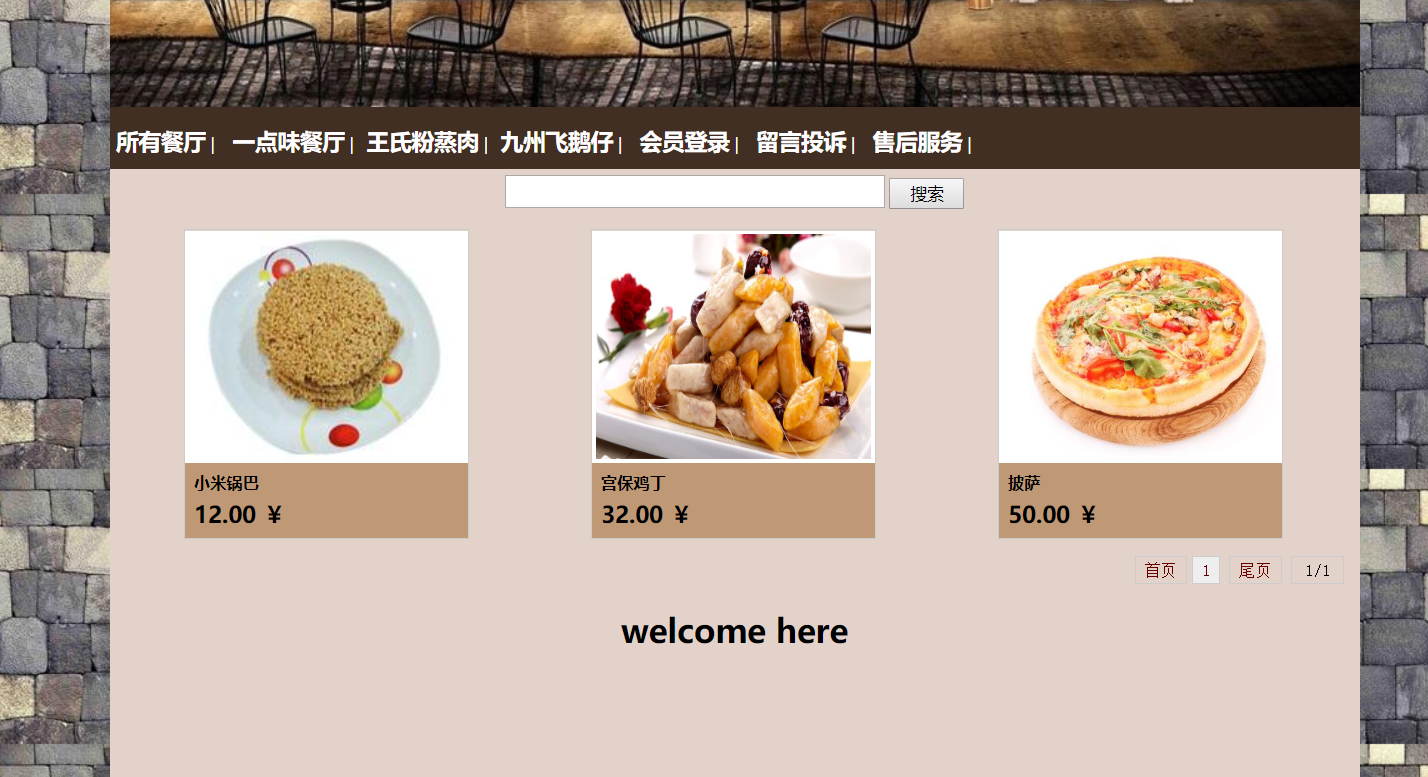 所有餐厅 | 一点味餐厅 | 王氏粉蒸肉 | 九州飞鹅仔 | 会员登录 | 留言投诉 | 售后服务 |
搜索
小米锅巴 宫保鸡丁 披萨
12.00 ¥ 32.00 ¥ 50.00 ¥
首页 1 尾页 1/1
welcome here